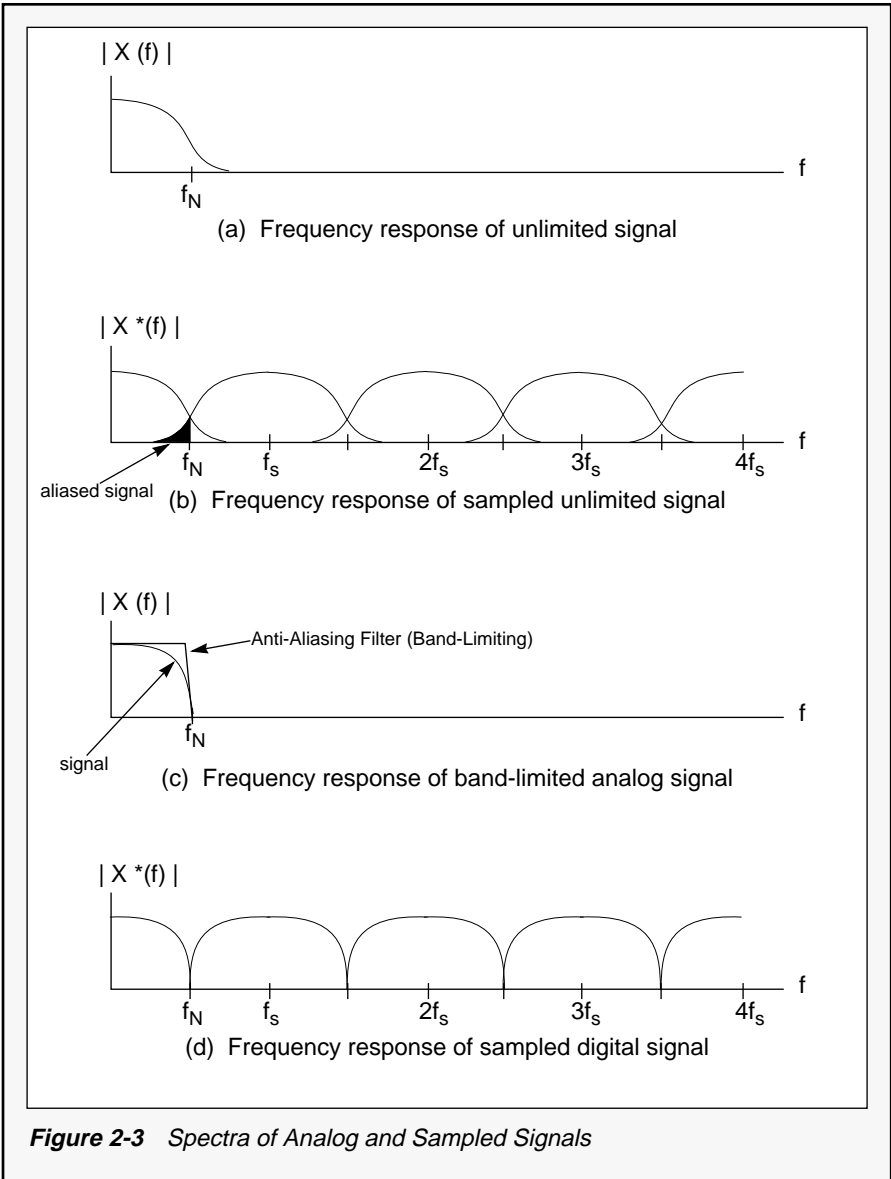 | X (f) |
f
f_N
(a) Frequency response of unlimited signal
| X *(f) |
f
f_N f_s 2f_s 3f_s 4f_s
aliased signal
(b) Frequency response of sampled unlimited signal
| X (f) |
Anti-Aliasing Filter (Band-Limiting)
f
f_N
signal
(c) Frequency response of band-limited analog signal
| X *(f) |
f
f_N f_s 2f_s 3f_s 4f_s
(d) Frequency response of sampled digital signal
Figure 2-3 Spectra of Analog and Sampled Signals